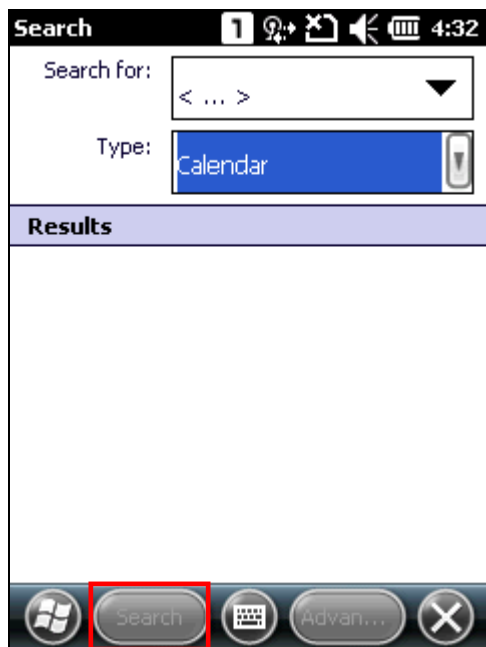 Search 1 4:32
Search for:
< ... >
Type:
Calendar
Results
Search Advan...